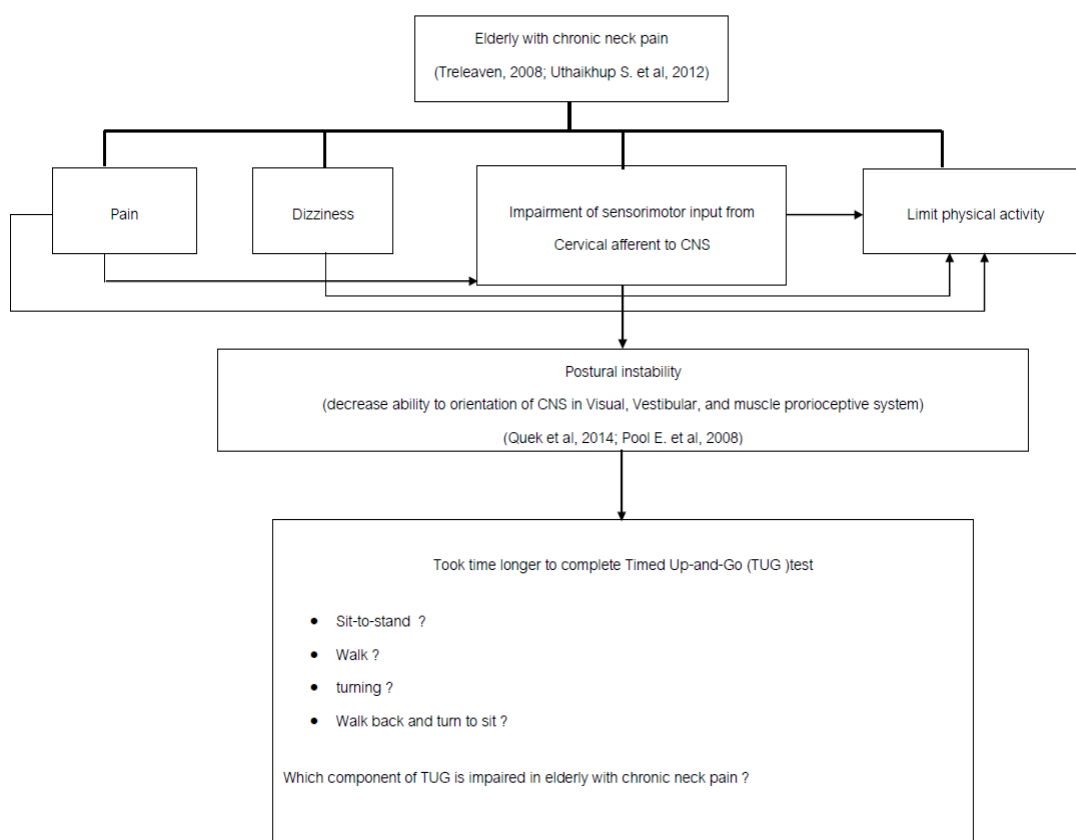 Elderly with chronic neck pain
(Treleaven, 2008; Uthaikhup S. et al, 2012)
Pain
Dizziness
Impairment of sensorimotor input from
Cervical afferent to CNS
Limit physical activity
Postural instability
(decrease ability to orientation of CNS in Visual, Vestibular, and muscle prorioceptive system)
(Quek et al, 2014; Pool E. et al, 2008)
Took time longer to complete Timed Up-and-Go (TUG )test
• Sit-to-stand ?
• Walk ?
• turning ?
• Walk back and turn to sit ?
Which component of TUG is impaired in elderly with chronic neck pain ?